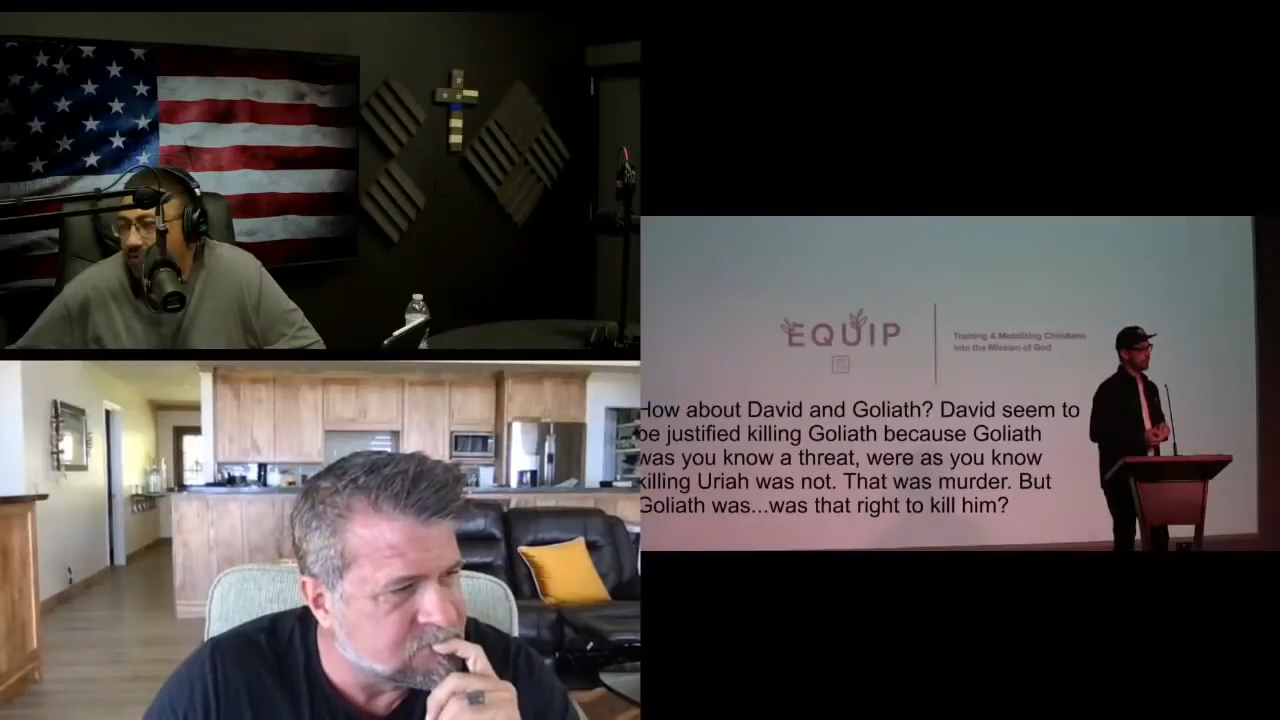 EQUIP
Training & Mobilizing Christians
into the Mission of God
How about David and Goliath? David seem to
be justified killing Goliath because Goliath
was you know a threat, were as you know
killing Uriah was not. That was murder. But
Goliath was...was that right to kill him?